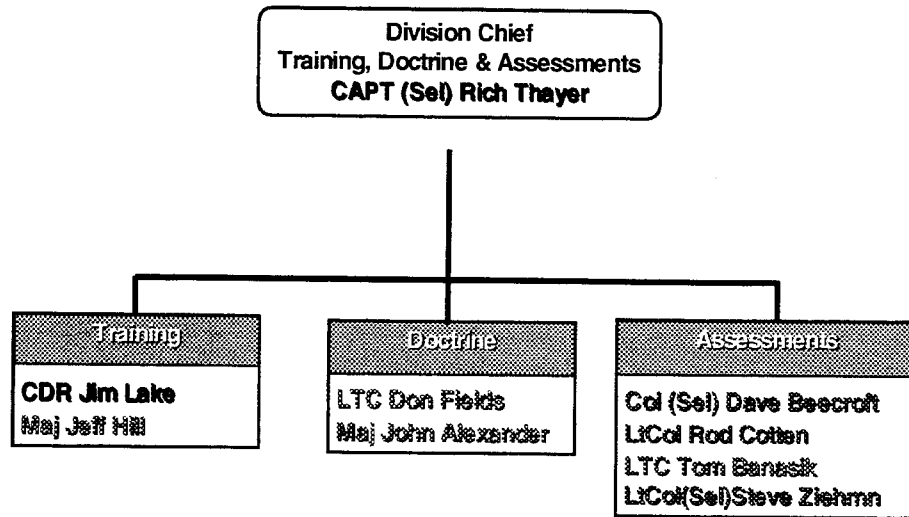 Division Chief
Training, Doctrine & Assessments
CAPT (Sel) Rich Thayer
Training
CDR Jim Lake
Maj Jeff Hill
Doctrine
LTC Don Fields
Maj John Alexander
Assessments
Col (Sel) Dave Beecroft
LtCol Rod Cotten
LTC Tom Banasik
LtCol(Sel)Steve Ziehmn